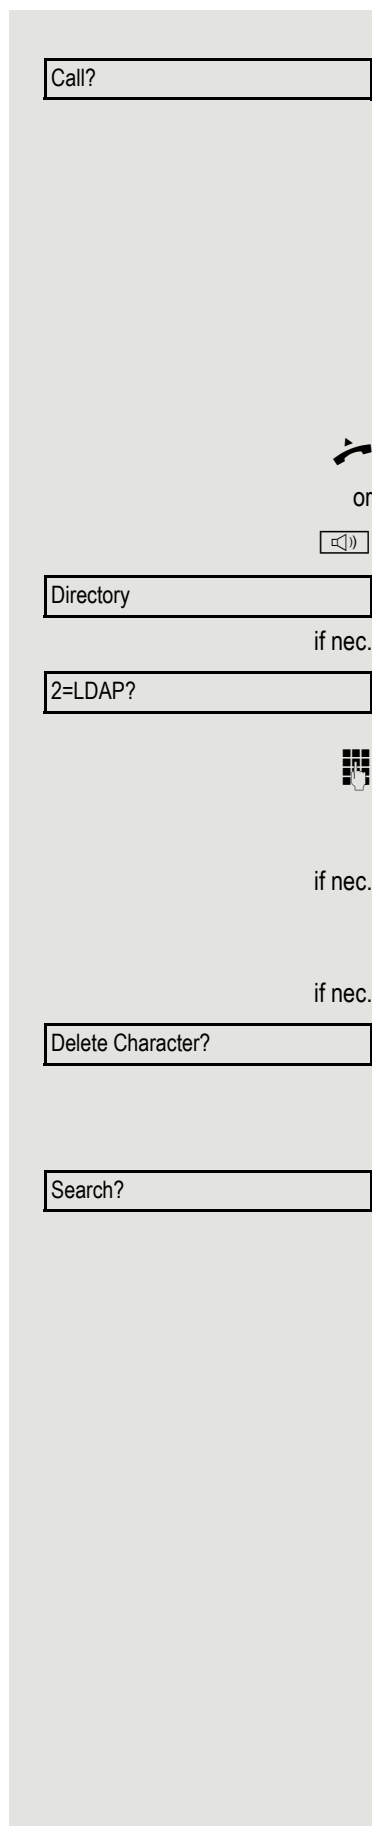 Call?
or
Directory
if nec.
2=LDAP?
if nec.
if nec.
Delete Character?
Search?